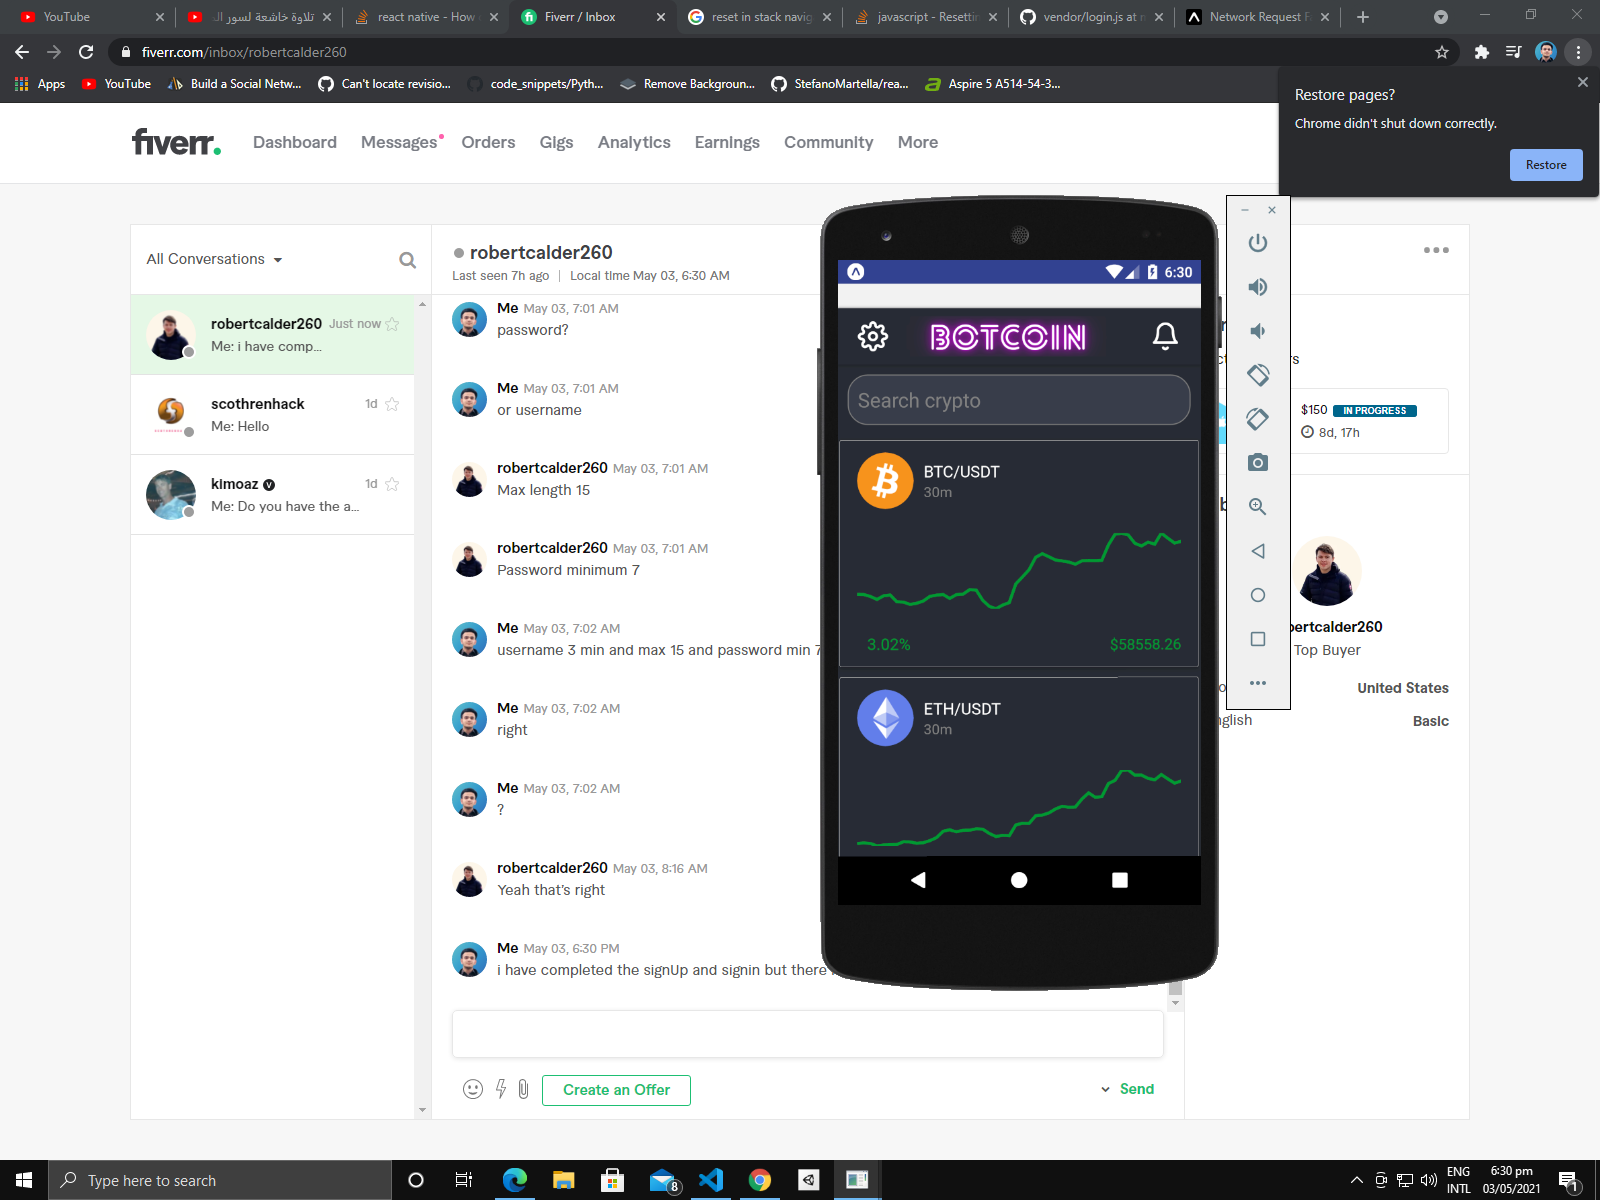 YouTube
تلاوة خاشعة لسور ال
react native - How
Fiverr / Inbox
reset in stack navig
javascript - Resettin
vendor/login.js at m
Network Request F
fiverr.com/inbox/robertcalder260
Apps
YouTube
Build a Social Netw...
Can't locate revisio...
code_snippets/Pyth...
Remove Backgroun...
StefanoMartella/rea...
Aspire 5 A514-54-3...
Restore pages?
Chrome didn't shut down correctly.
Restore
fiverr.
Dashboard
Messages
Orders
Gigs
Analytics
Earnings
Community
More
All Conversations
robertcalder260
Just now
Me: i have comp...
scothrenhack
1d
Me: Hello
kimoaz
1d
Me: Do you have the a...
robertcalder260
Last seen 7h ago | Local time May 03, 6:30 AM
Me May 03, 7:01 AM
password?
Me May 03, 7:01 AM
or username
robertcalder260 May 03, 7:01 AM
Max length 15
robertcalder260 May 03, 7:01 AM
Password minimum 7
Me May 03, 7:02 AM
username 3 min and max 15 and password min 7
Me May 03, 7:02 AM
right
Me May 03, 7:02 AM
?
robertcalder260 May 03, 8:16 AM
Yeah that's right
Me May 03, 6:30 PM
i have completed the signUp and signin but there
Create an Offer
Send
6:30
BOTCOIN
Search crypto
BTC/USDT
30m
3.02%
$58558.26
ETH/USDT
30m
$150 IN PROGRESS
8d, 17h
bertcalder260
Top Buyer
United States
nglish
Basic
Type here to search
8
ENG
INTL
6:30 pm
03/05/2021
1